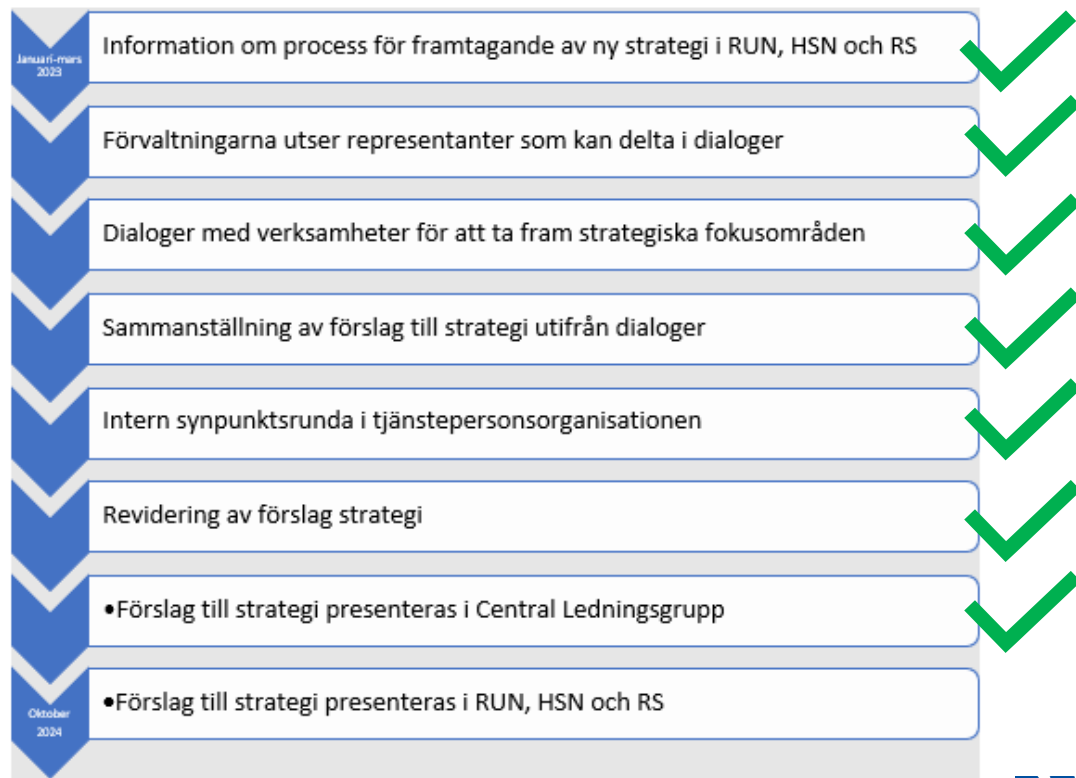 Januari-mars
2023
Information om process för framtagande av ny strategi i RUN, HSN och RS
Förvaltningarna utser representanter som kan delta i dialoger
Dialoger med verksamheter för att ta fram strategiska fokusområden
Sammanställning av förslag till strategi utifrån dialoger
Intern synpunktsrunda i tjänstepersonsorganisationen
Revidering av förslag strategi
•Förslag till strategi presenteras i Central Ledningsgrupp
Oktober
2024
•Förslag till strategi presenteras i RUN, HSN och RS